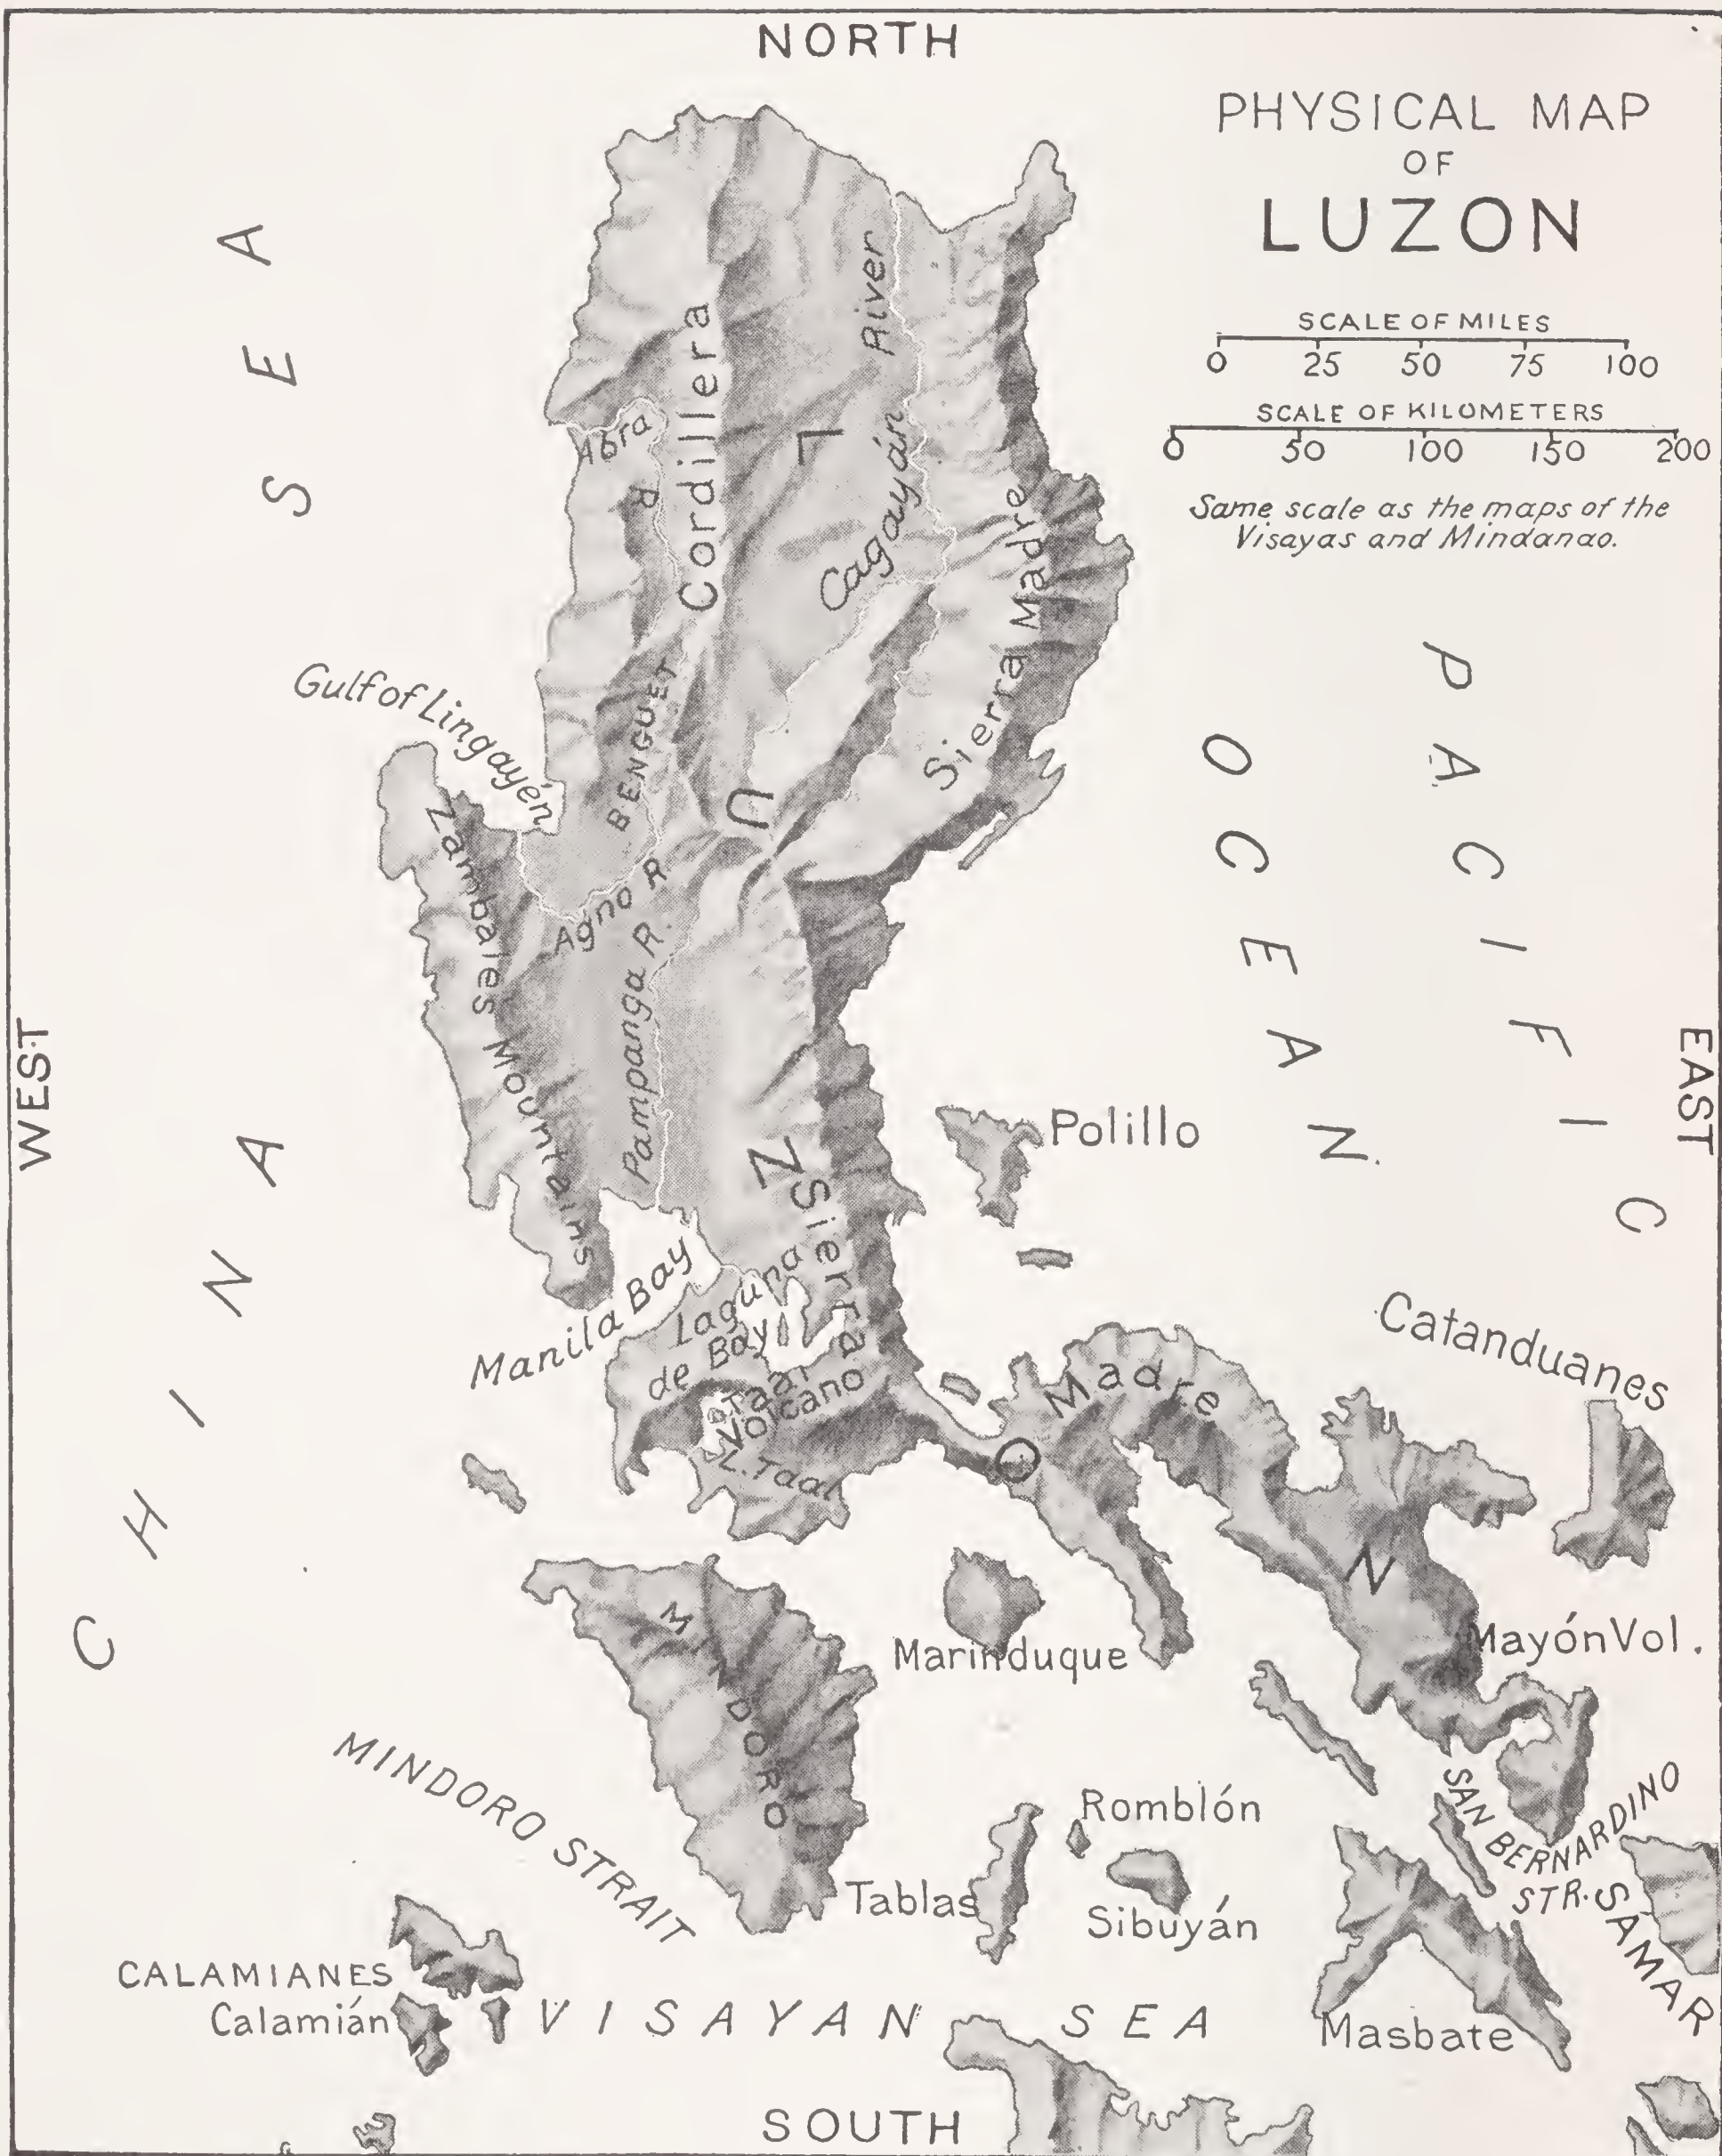 NORTH
PHYSICAL MAP
OF
LUZON
SCALE OF MILES
0 25 50 75 100
SCALE OF KILOMETERS
0 50 100 150 200
Same scale as the maps of the
Visayas and Mindanao.
CHINA SEA
PACIFIC
OCEAN
WEST
EAST
LUZON
Cordillera
Abra R
Cagayán River
Sierra Madre
Gulf of Lingayén
BENGUET
Zambales Mountains
Agno R.
Pampanga R.
Polillo
Manila Bay
Laguna
de Bay
Sierra Madre
Taal
Volcano
L. Taal
Catanduanes
Mayón Vol.
Marinduque
MINDORO
MINDORO STRAIT
Romblón
Tablas
Sibuyán
SAN BERNARDINO
STR.
SAMAR
Masbate
CALAMIANES
Calamián
VISAYAN SEA
SOUTH